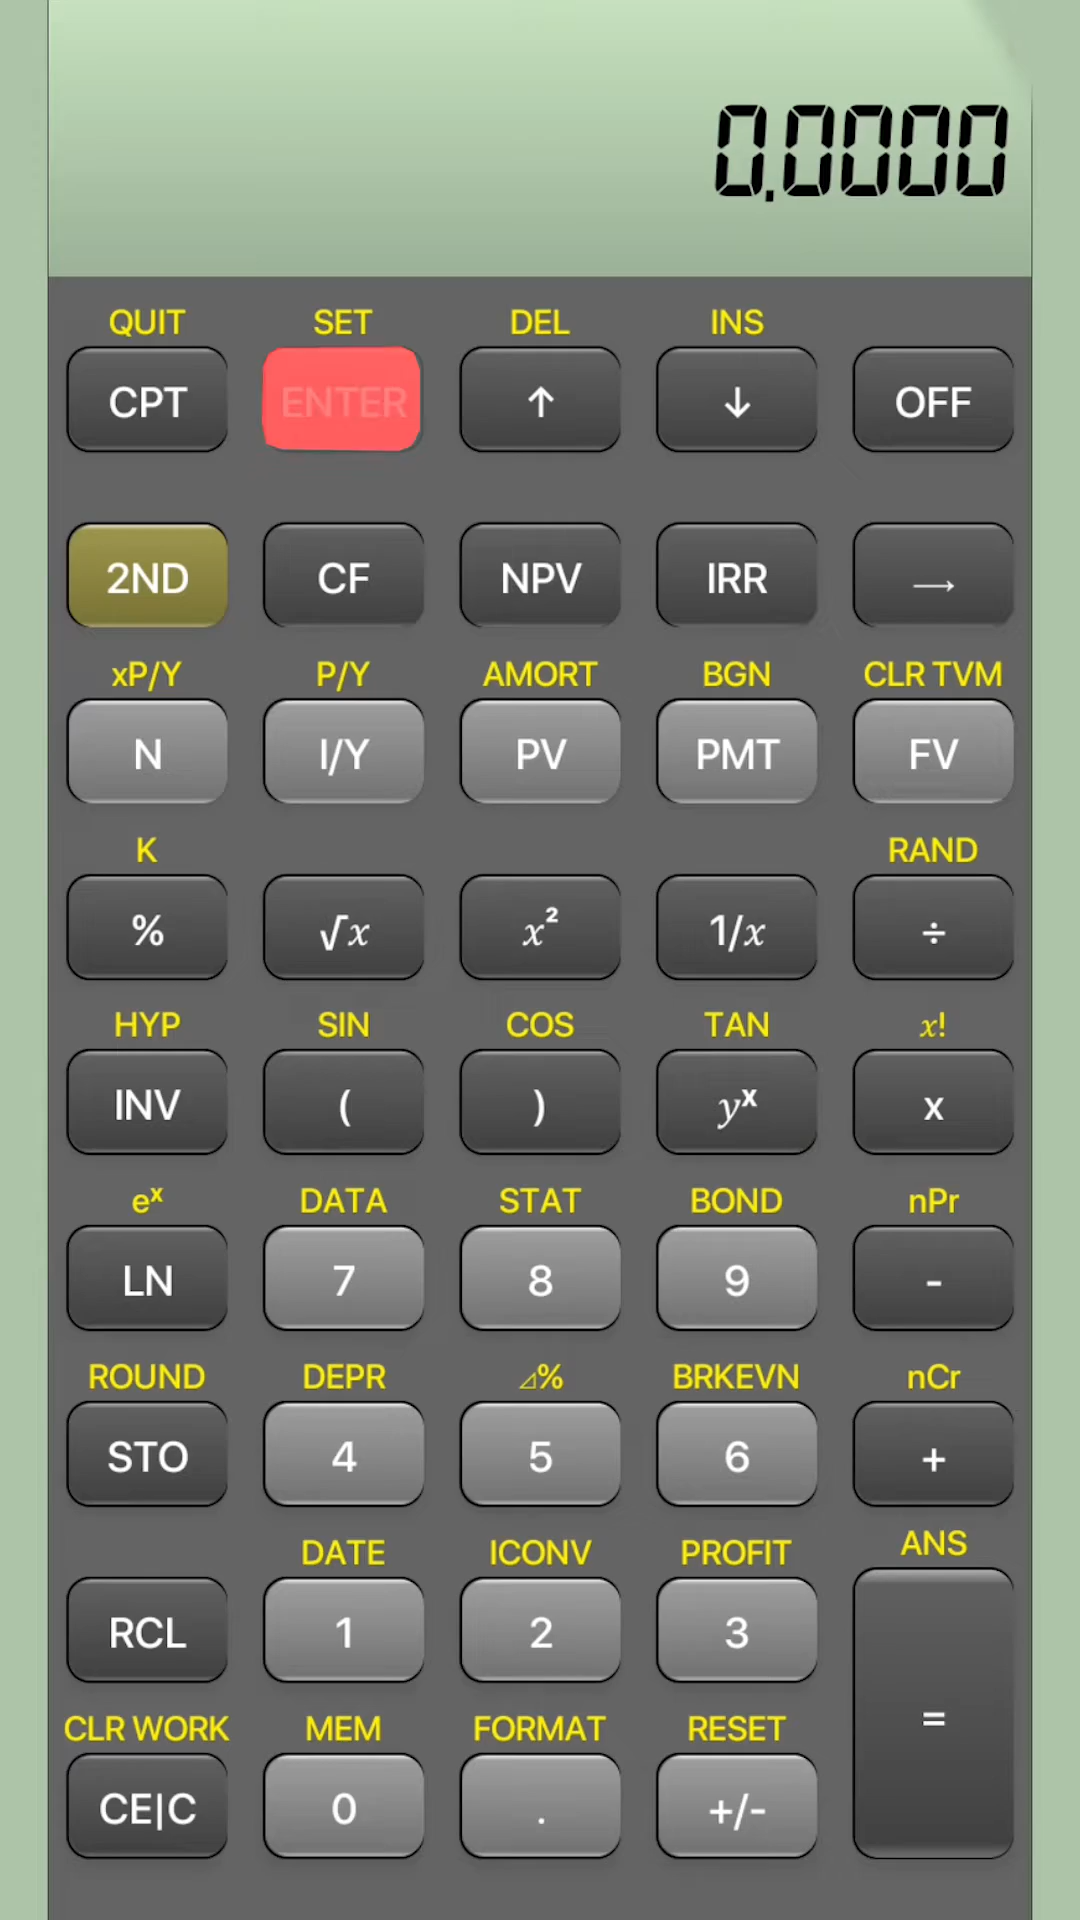 0.0000
QUIT SET DEL INS
CPT ENTER ↑ ↓ OFF
2ND CF NPV IRR →
xP/Y P/Y AMORT BGN CLR TVM
N I/Y PV PMT FV
K RAND
% √x x² 1/x ÷
HYP SIN COS TAN x!
INV ( ) yˣ x
eˣ DATA STAT BOND nPr
LN 7 8 9 -
ROUND DEPR ⊿% BRKEVN nCr
STO 4 5 6 +
DATE ICONV PROFIT ANS
RCL 1 2 3 =
CLR WORK MEM FORMAT RESET
CE|C 0 . +/-